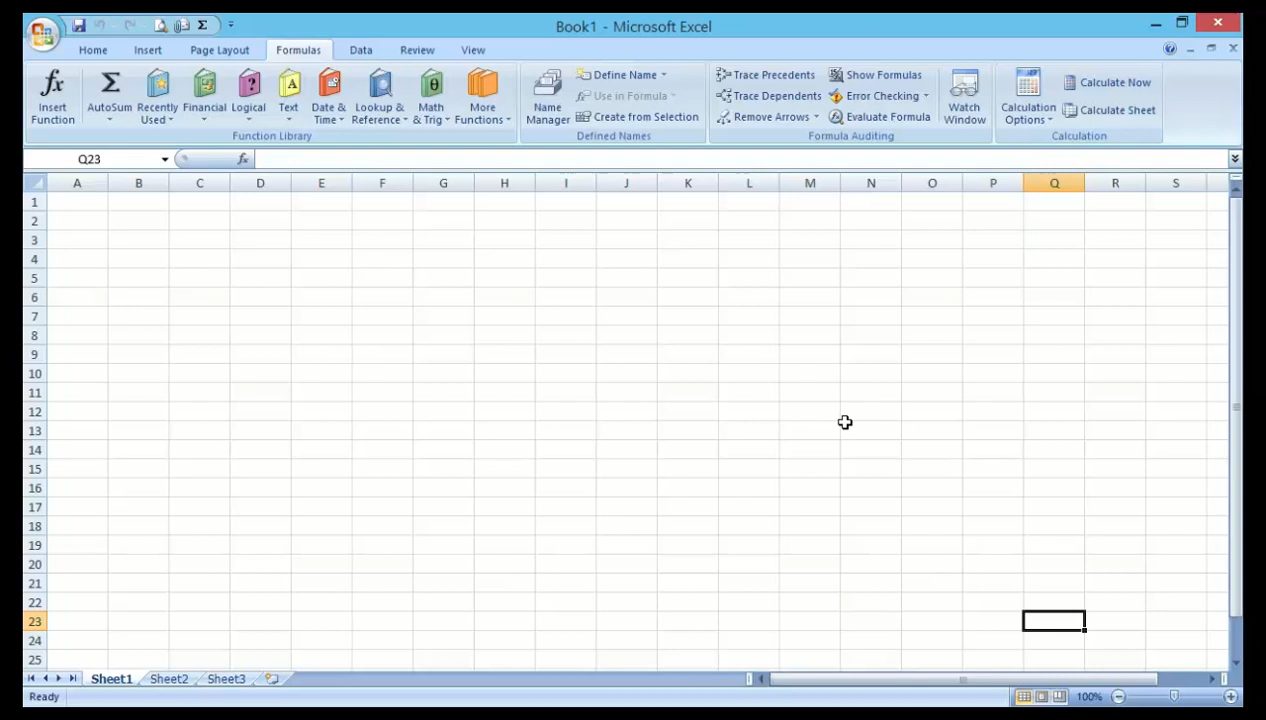 Book1 - Microsoft Excel
Home Insert Page Layout Formulas Data Review View
Insert Function
AutoSum
Recently Used
Financial
Logical
Text
Date & Time
Lookup & Reference
Math & Trig
More Functions
Function Library
Name Manager
Define Name
Use in Formula
Create from Selection
Defined Names
Trace Precedents
Trace Dependents
Remove Arrows
Show Formulas
Error Checking
Evaluate Formula
Watch Window
Formula Auditing
Calculation Options
Calculate Now
Calculate Sheet
Calculation
Q23 fx
A B C D E F G H I J K L M N O P Q R S
1
2
3
4
5
6
7
8
9
10
11
12
13
14
15
16
17
18
19
20
21
22
23
24
25
Sheet1 Sheet2 Sheet3
Ready 100%